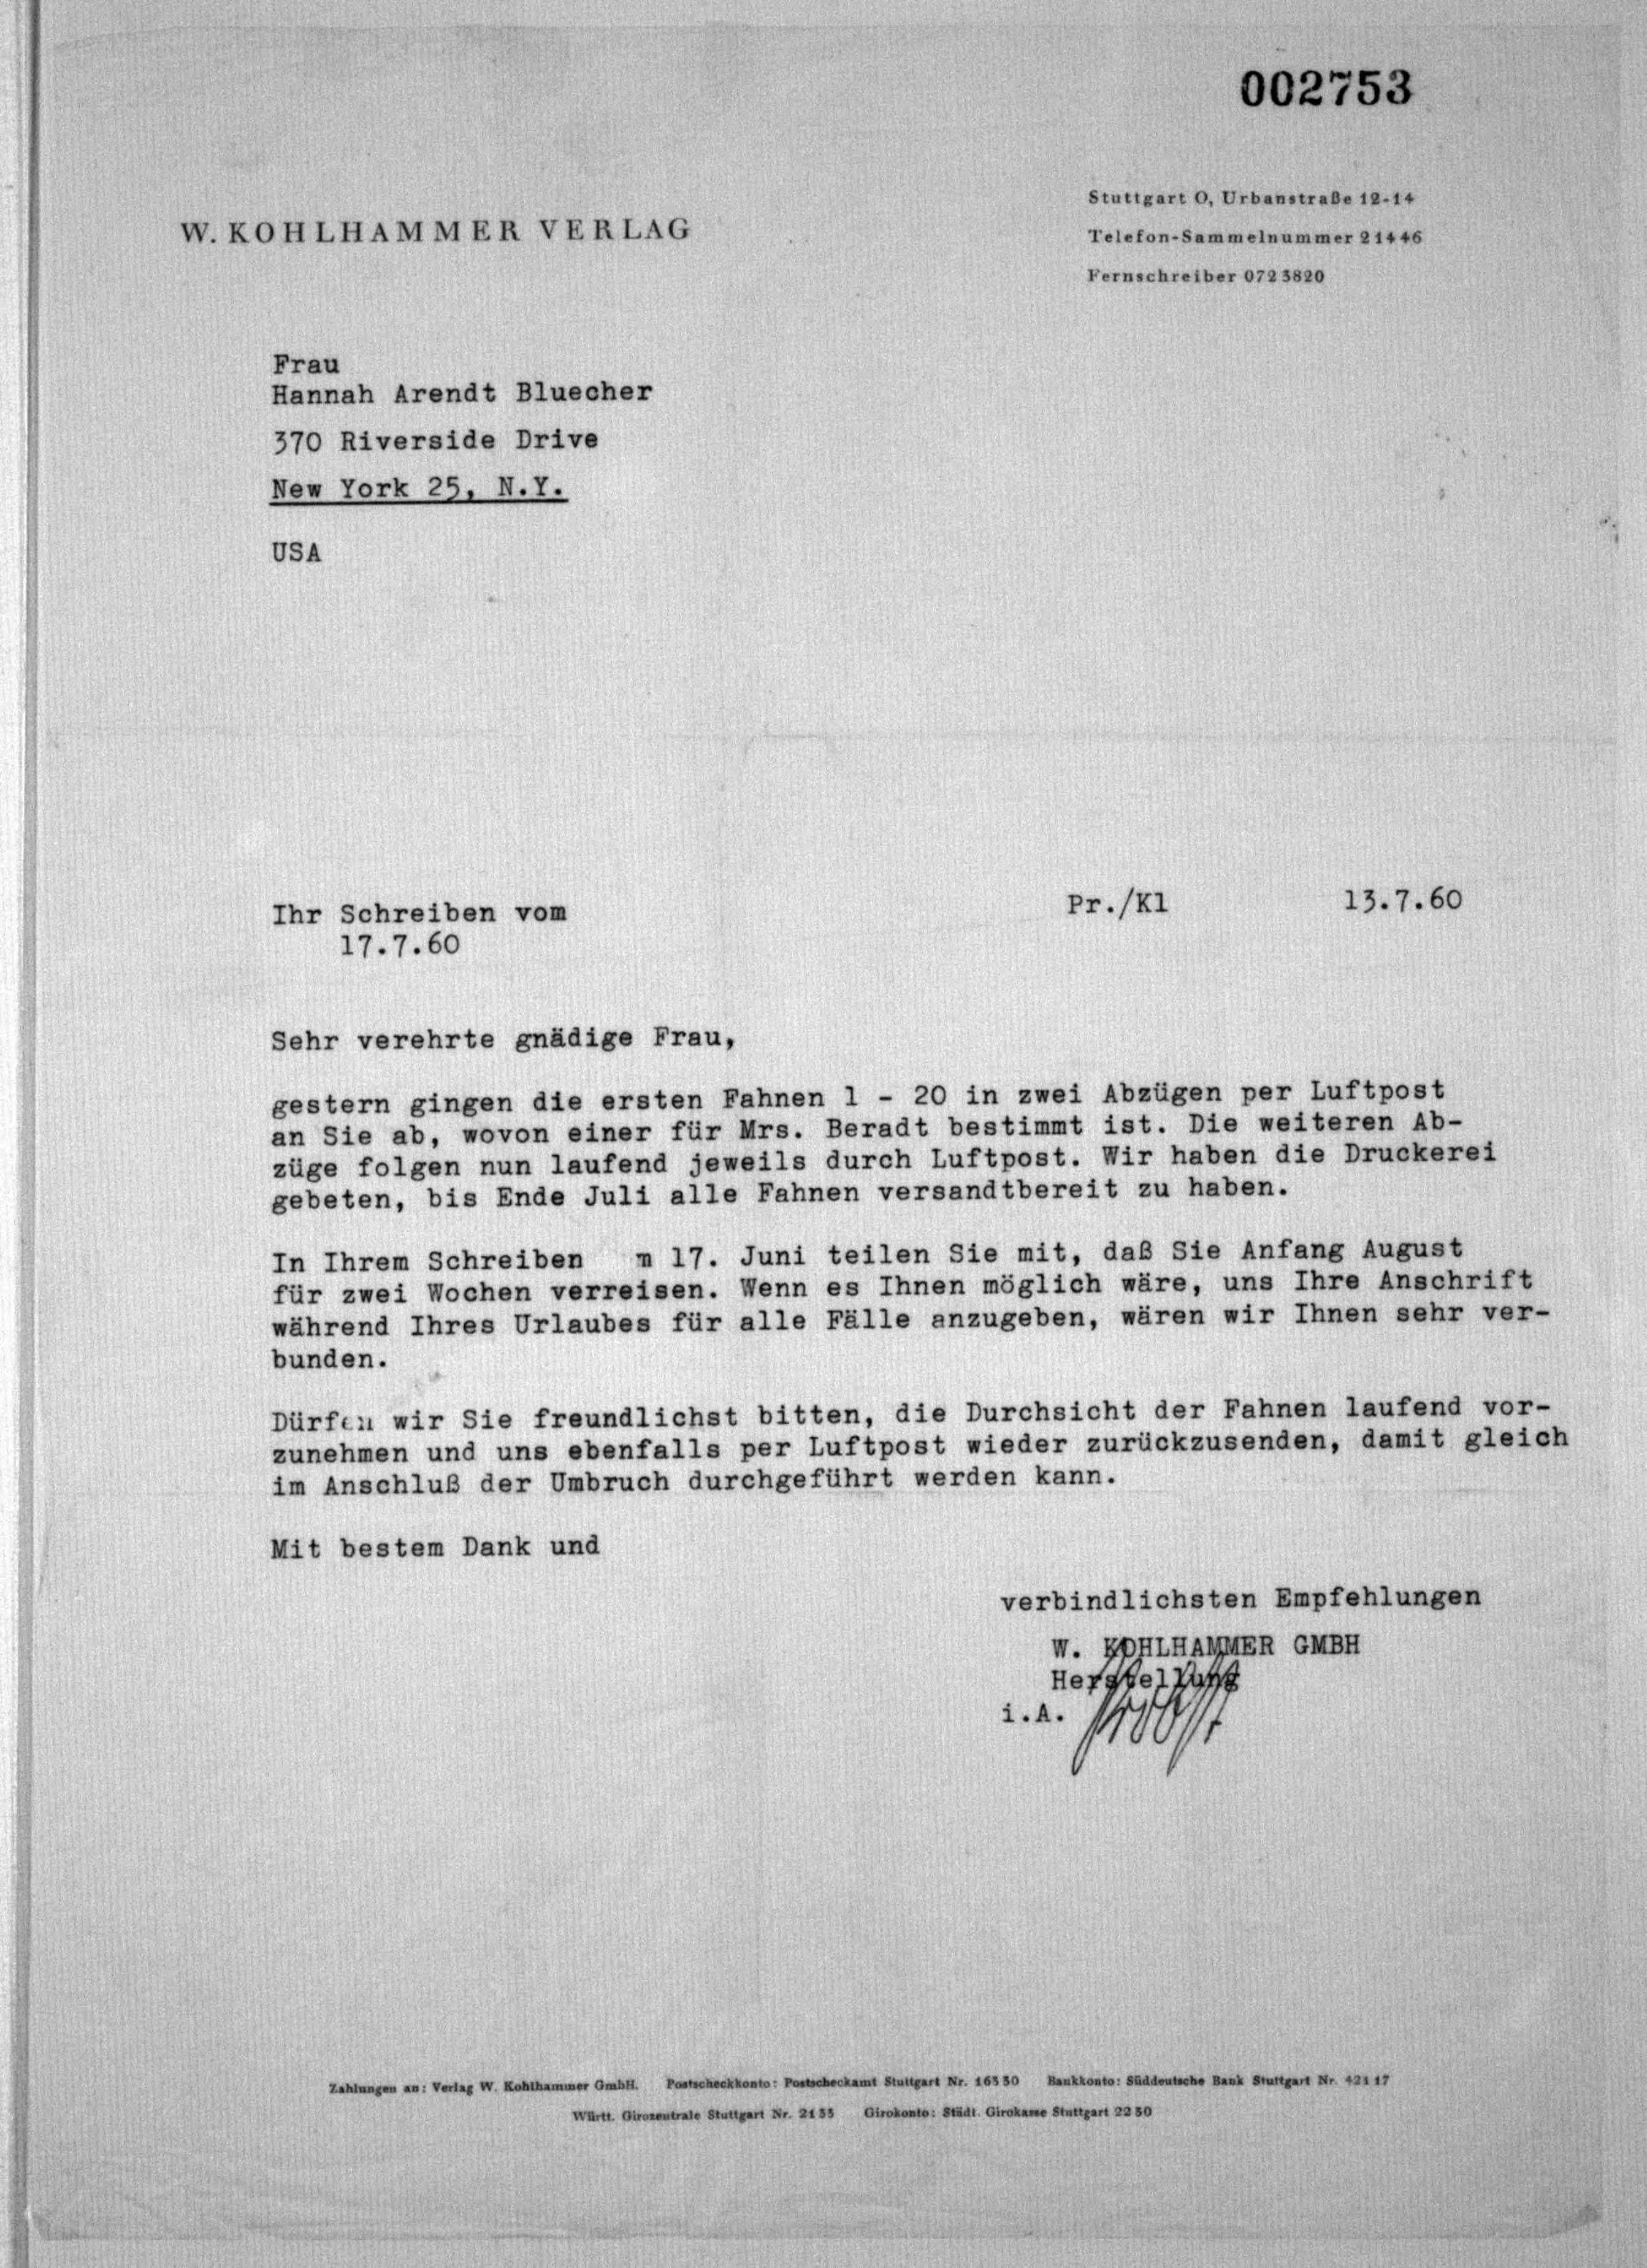 002753
W. KOHLHAMMER VERLAG
Stuttgart O, Urbanstraße 12-14
Telefon-Sammelnummer 21446
Fernschreiber 0723820
Frau
Hannah Arendt Bluecher
370 Riverside Drive
New York 25, N.Y.
USA
Ihr Schreiben vom
17.7.60
Pr./Kl
13.7.60
Sehr verehrte gnädige Frau,
gestern gingen die ersten Fahnen 1 - 20 in zwei Abzügen per Luftpost
an Sie ab, wovon einer für Mrs. Beradt bestimmt ist. Die weiteren Ab-
züge folgen nun laufend jeweils durch Luftpost. Wir haben die Druckerei
gebeten, bis Ende Juli alle Fahnen versandtbereit zu haben.
In Ihrem Schreiben m 17. Juni teilen Sie mit, daß Sie Anfang August
für zwei Wochen verreisen. Wenn es Ihnen möglich wäre, uns Ihre Anschrift
während Ihres Urlaubes für alle Fälle anzugeben, wären wir Ihnen sehr ver-
bunden.
Dürfen wir Sie freundlichst bitten, die Durchsicht der Fahnen laufend vor-
zunehmen und uns ebenfalls per Luftpost wieder zurückzusenden, damit gleich
im Anschluß der Umbruch durchgeführt werden kann.
Mit bestem Dank und
verbindlichsten Empfehlungen
W. KOHLHAMMER GMBH
Herstellung
i.A.
Zahlungen an: Verlag W. Kohlhammer GmbH. Postscheckkonto: Postscheckamt Stuttgart Nr. 16330 Bankkonto: Süddeutsche Bank Stuttgart Nr. 42117
Württ. Girozentrale Stuttgart Nr. 2135 Girokonto: Städt. Girokasse Stuttgart 2230